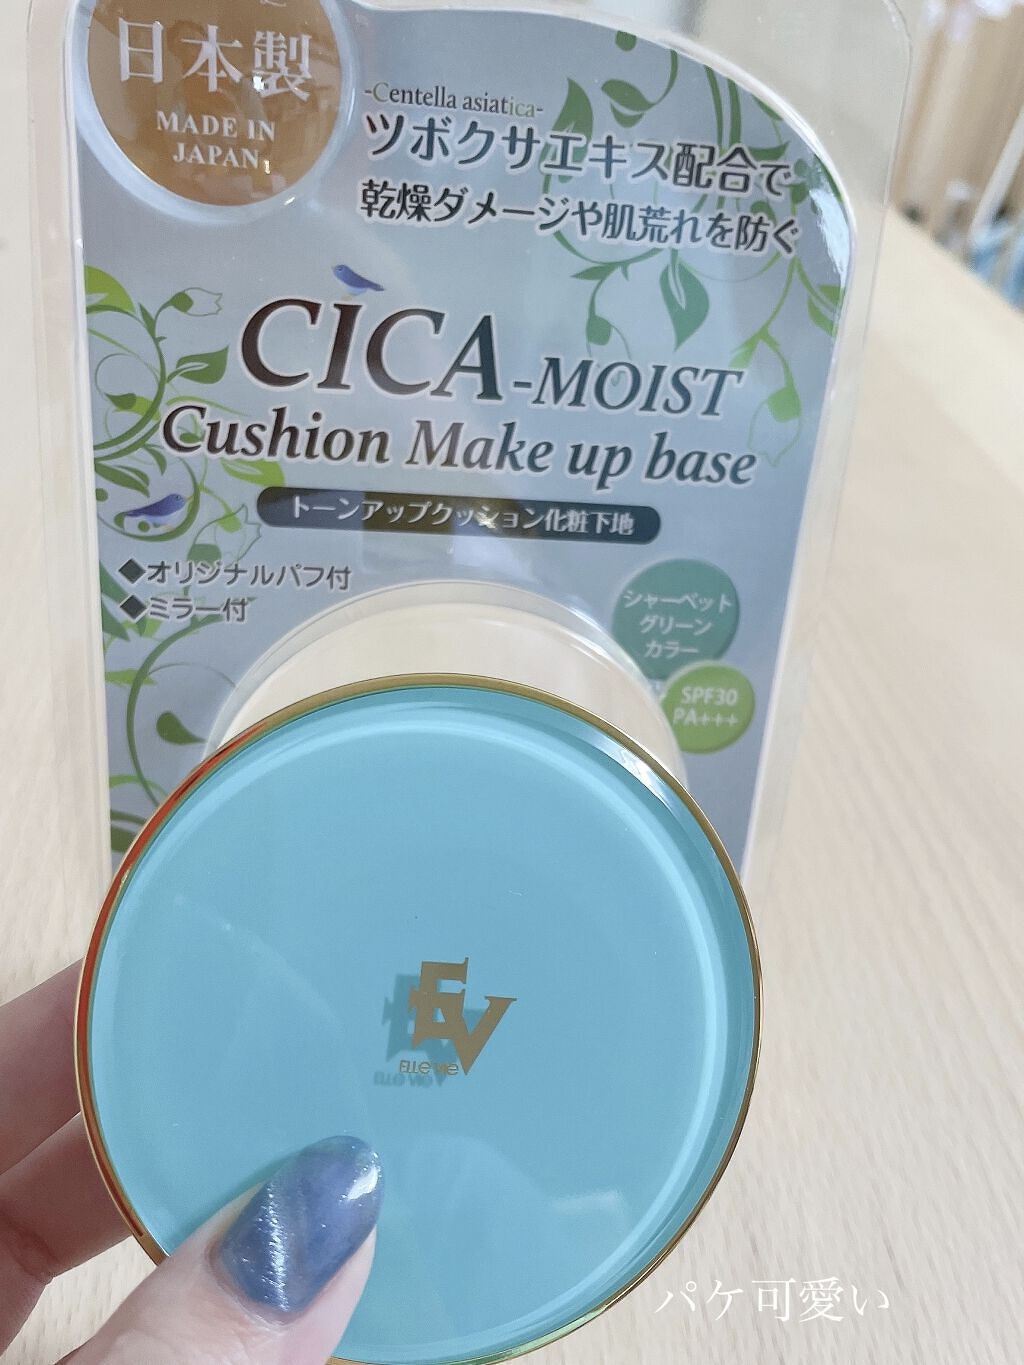 日本製
MADE IN
JAPAN
-Centella asiatica-
ツボクサエキス配合で
乾燥ダメージや肌荒れを防ぐ
CICA-MOIST
Cushion Make up base
トーンアップクッション化粧下地
◆オリジナルパフ付
◆ミラー付
シャーベット
グリーン
カラー
SPF30
PA+++
EV
ELLE Vie
パケ可愛い